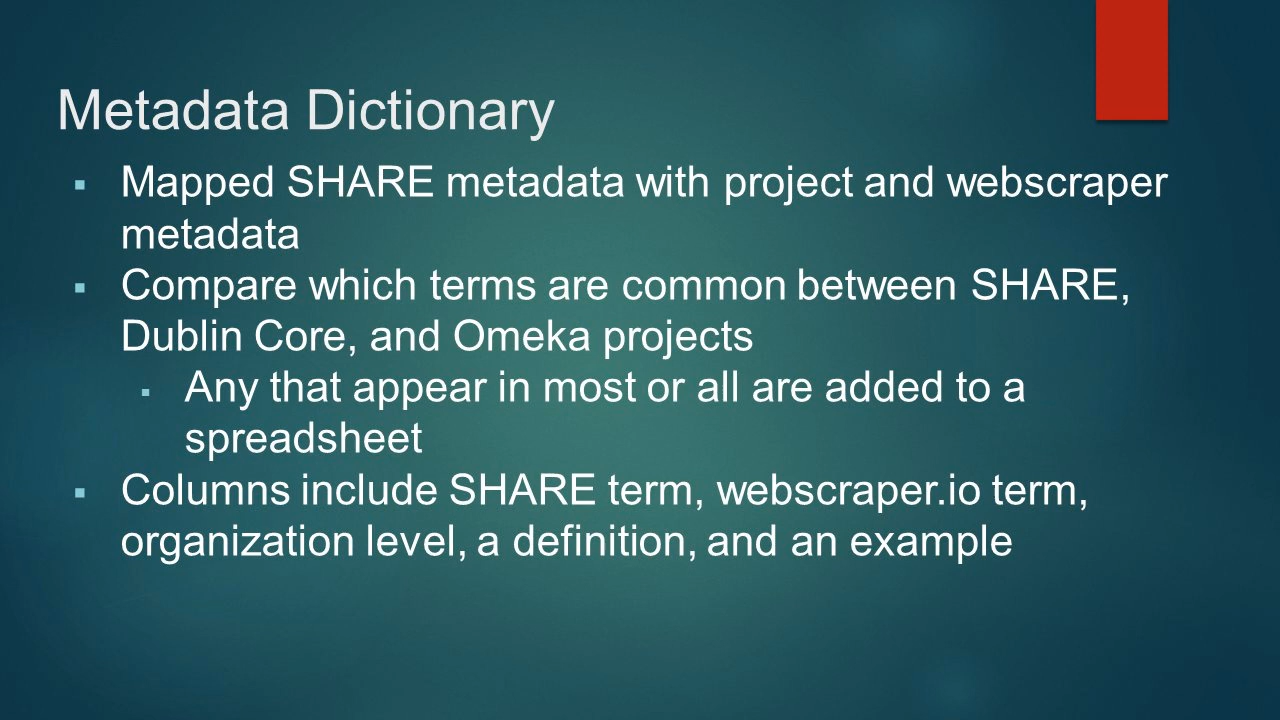 Metadata Dictionary
▪ Mapped SHARE metadata with project and webscraper
metadata
▪ Compare which terms are common between SHARE,
Dublin Core, and Omeka projects
▪ Any that appear in most or all are added to a
spreadsheet
▪ Columns include SHARE term, webscraper.io term,
organization level, a definition, and an example